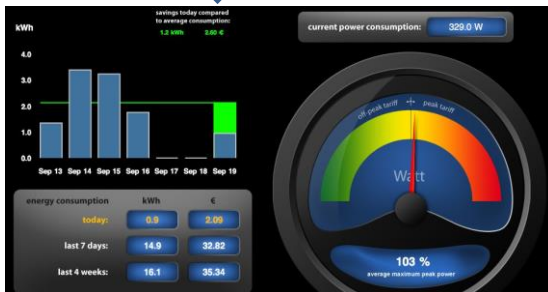 kWh
savings today compared
to average consumption:
1.2 kWh 3.60 €
4.0
3.0
2.0
1.0
0.0
Sep 13 Sep 14 Sep 15 Sep 16 Sep 17 Sep 18 Sep 19
energy consumption kWh €
today: 0.9 2.09
last 7 days: 14.9 32.82
last 4 weeks: 16.1 35.34
current power consumption: 329.0 W
off peak tariff peak tariff
Watt
103 %
average maximum peak power